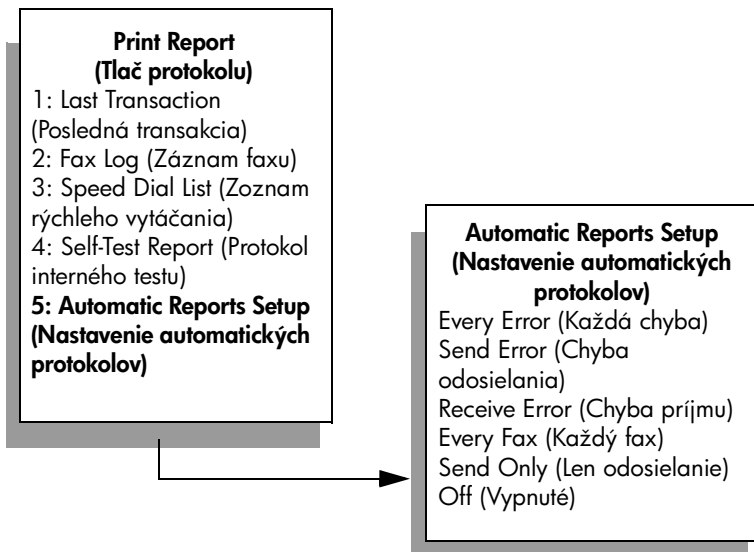 Print Report
(Tlač protokolu)
1: Last Transaction
(Posledná transakcia)
2: Fax Log (Záznam faxu)
3: Speed Dial List (Zoznam
rýchleho vytáčania)
4: Self-Test Report (Protokol
interného testu)
5: Automatic Reports Setup
(Nastavenie automatických
protokolov)
Automatic Reports Setup
(Nastavenie automatických
protokolov)
Every Error (Každá chyba)
Send Error (Chyba
odosielania)
Receive Error (Chyba príjmu)
Every Fax (Každý fax)
Send Only (Len odosielanie)
Off (Vypnuté)